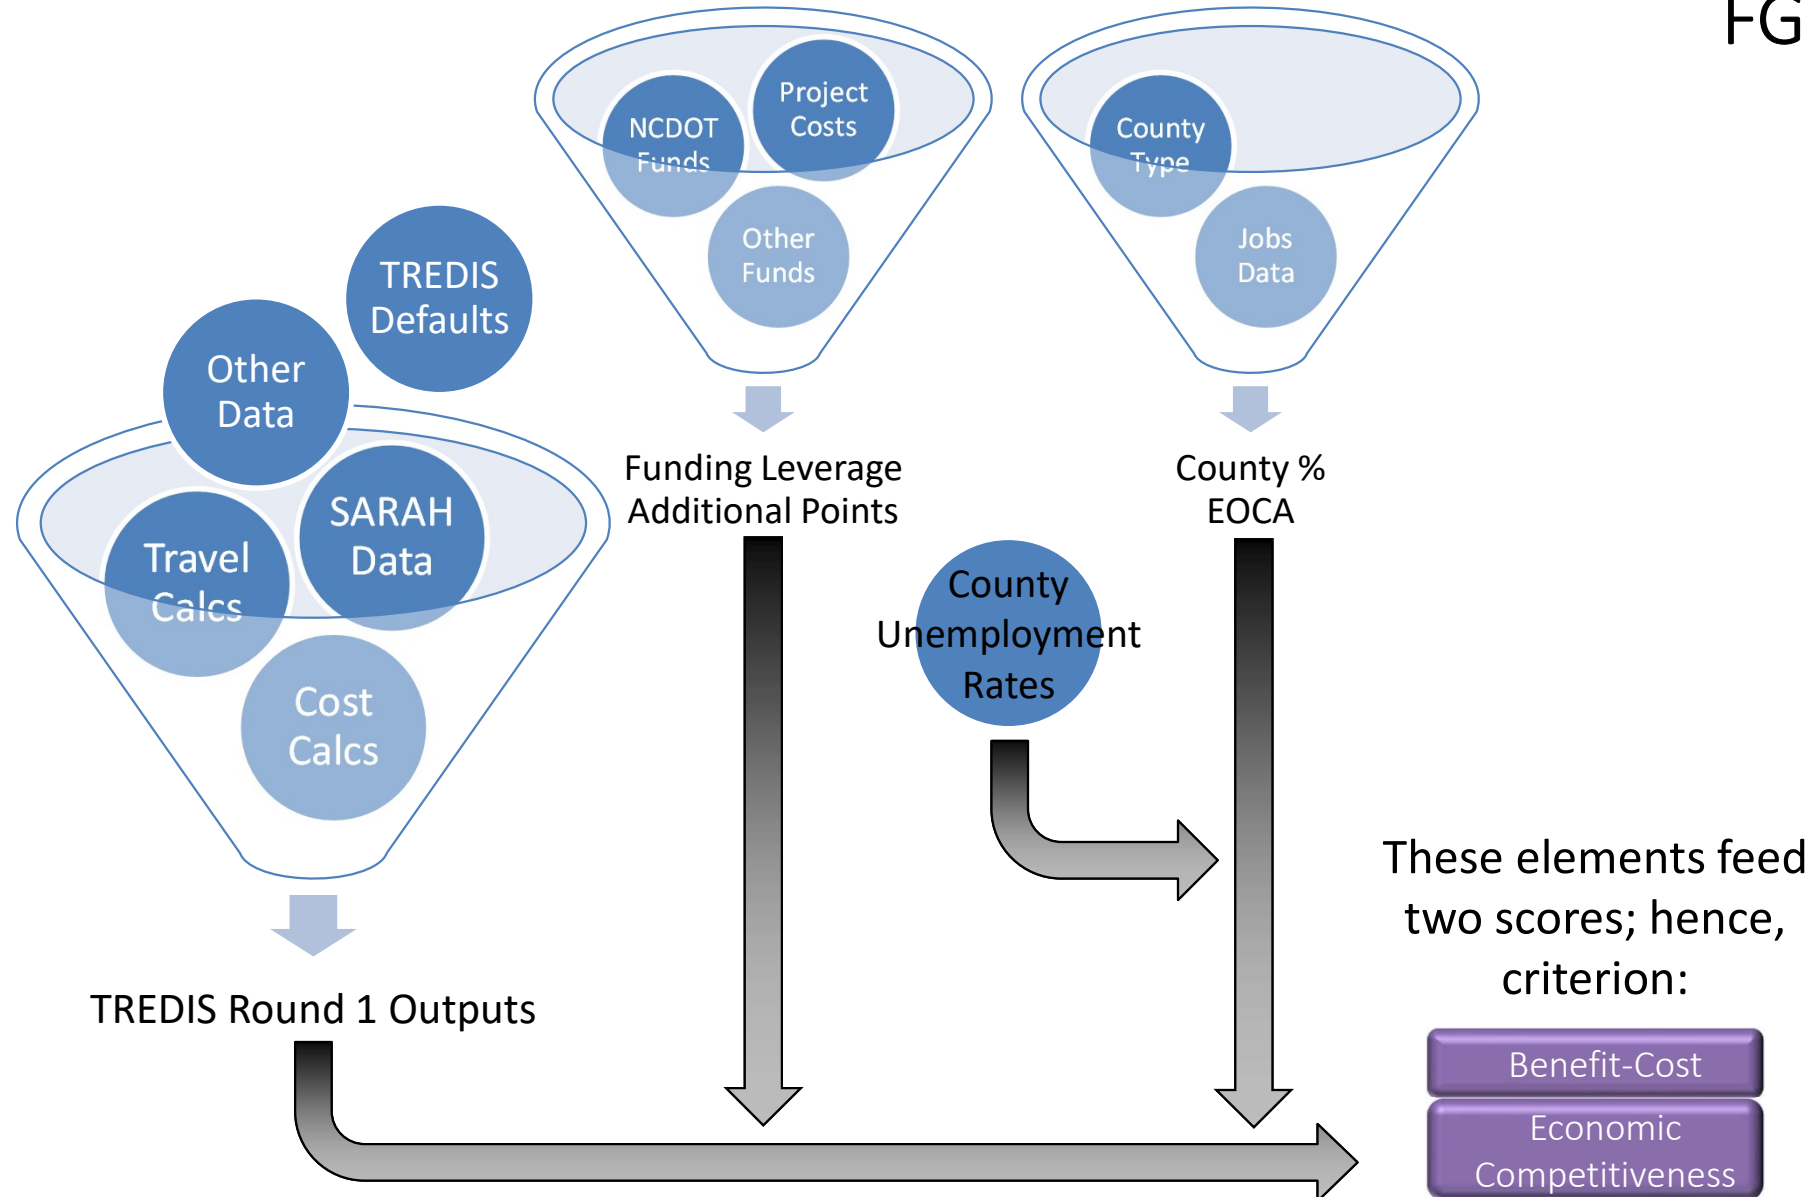 FG
Project
Costs
NCDOT
Funds
Other
Funds
County
Type
Jobs
Data
TREDIS
Defaults
Other
Data
SARAH
Data
Travel
Calcs
Cost
Calcs
Funding Leverage
Additional Points
County %
EOCA
County
Unemployment
Rates
TREDIS Round 1 Outputs
These elements feed
two scores; hence,
criterion:
Benefit-Cost
Economic
Competitiveness